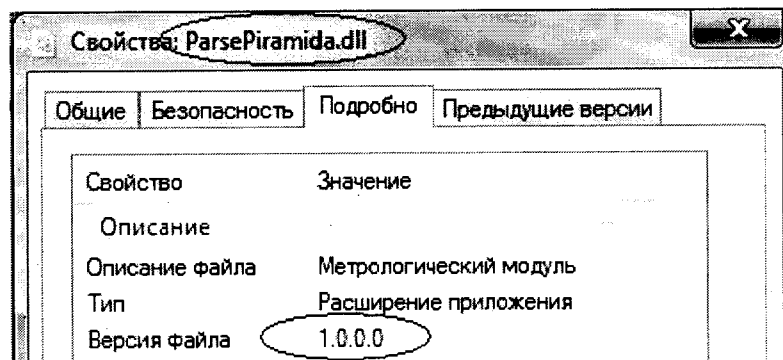 Свойства: ParsePiramida.dll
Общие Безопасность Подробно Предыдущие версии
Свойство Значение
Описание
Описание файла Метрологический модуль
Тип Расширение приложения
Версия файла 1.0.0.0